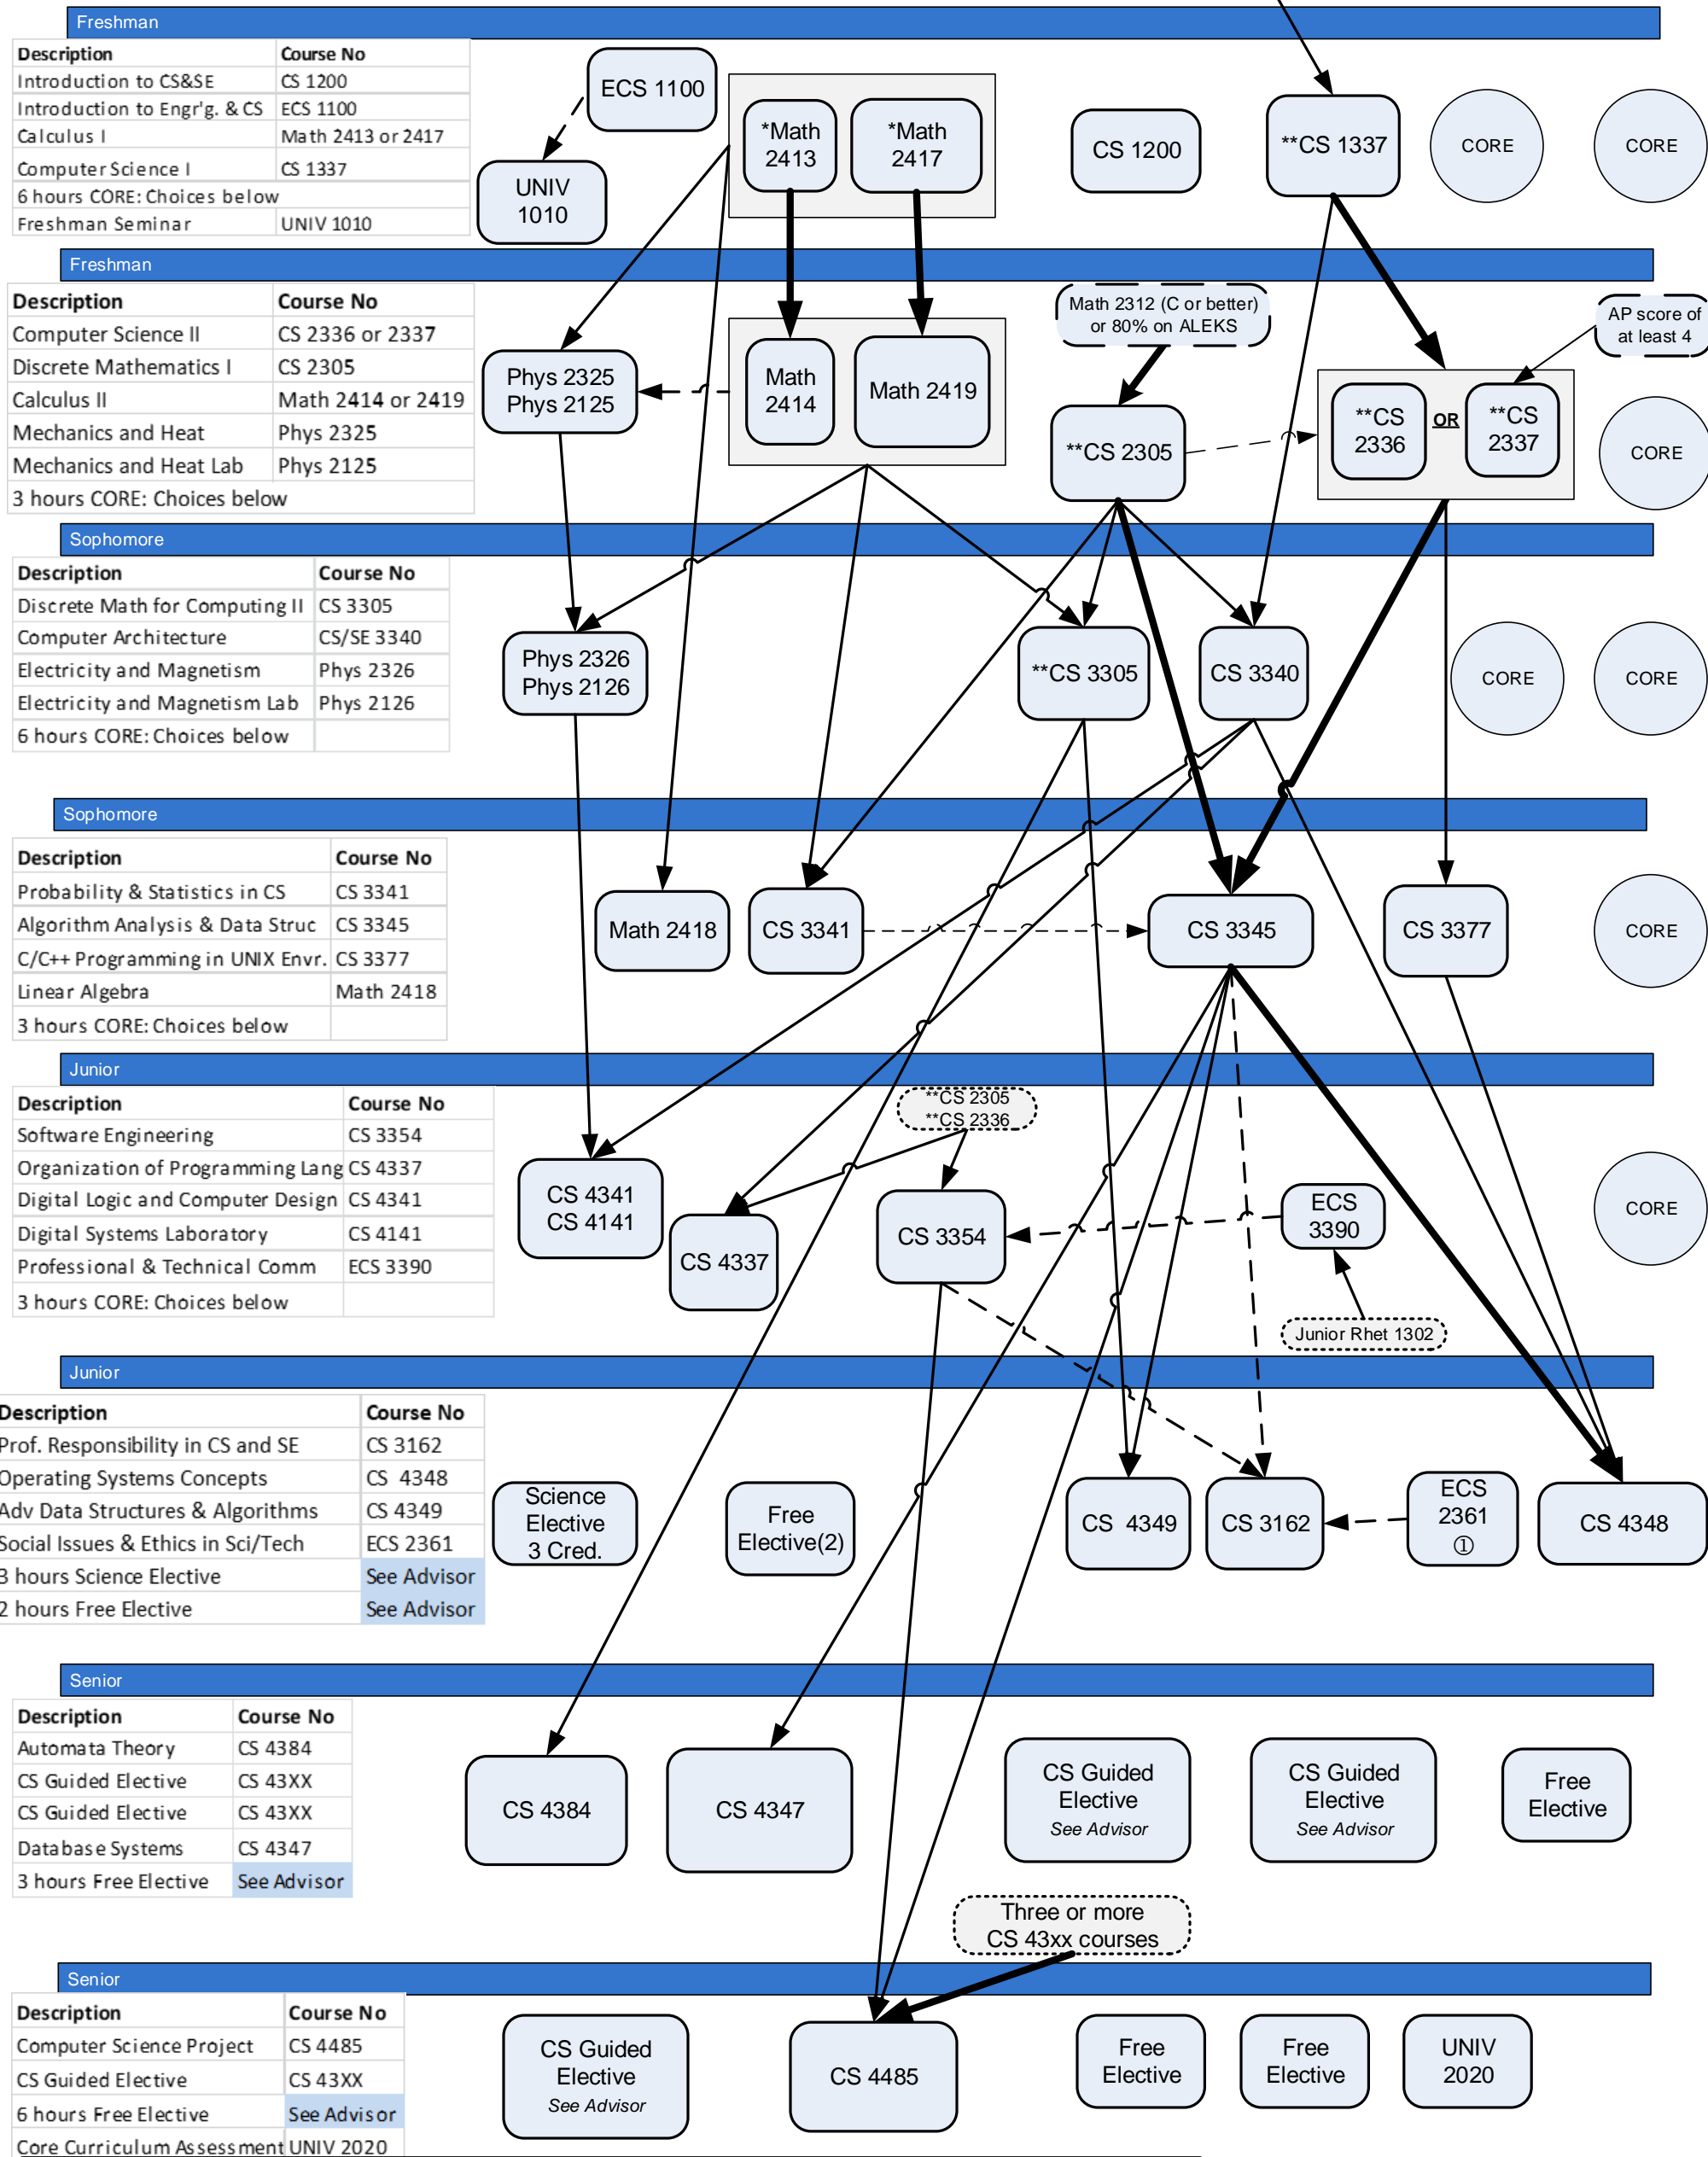 Freshman
Description Course No
Introduction to CS&SE CS 1200
Introduction to Engr'g. & CS ECS 1100
Calculus I Math 2413 or 2417
Computer Science I CS 1337
6 hours CORE: Choices below
Freshman Seminar UNIV 1010
ECS 1100
UNIV
1010
*Math
2413
*Math
2417
CS 1200
**CS 1337
CORE
CORE
Freshman
Description Course No
Computer Science II CS 2336 or 2337
Discrete Mathematics I CS 2305
Calculus II Math 2414 or 2419
Mechanics and Heat Phys 2325
Mechanics and Heat Lab Phys 2125
3 hours CORE: Choices below
Phys 2325
Phys 2125
Math
2414
Math 2419
Math 2312 (C or better)
or 80% on ALEKS
**CS 2305
AP score of
at least 4
**CS
2336
OR
**CS
2337
CORE
Sophomore
Description Course No
Discrete Math for Computing II CS 3305
Computer Architecture CS/SE 3340
Electricity and Magnetism Phys 2326
Electricity and Magnetism Lab Phys 2126
6 hours CORE: Choices below
Phys 2326
Phys 2126
**CS 3305
CS 3340
CORE
CORE
Sophomore
Description Course No
Probability & Statistics in CS CS 3341
Algorithm Analysis & Data Struc CS 3345
C/C++ Programming in UNIX Envr. CS 3377
Linear Algebra Math 2418
3 hours CORE: Choices below
Math 2418
CS 3341
CS 3345
CS 3377
CORE
Junior
Description Course No
Software Engineering CS 3354
Organization of Programming Lang CS 4337
Digital Logic and Computer Design CS 4341
Digital Systems Laboratory CS 4141
Professional & Technical Comm ECS 3390
3 hours CORE: Choices below
**CS 2305
**CS 2336
CS 4341
CS 4141
CS 4337
CS 3354
ECS
3390
Junior Rhet 1302
CORE
Junior
Description Course No
Prof. Responsibility in CS and SE CS 3162
Operating Systems Concepts CS 4348
Adv Data Structures & Algorithms CS 4349
Social Issues & Ethics in Sci/Tech ECS 2361
3 hours Science Elective See Advisor
2 hours Free Elective See Advisor
Science
Elective
3 Cred.
Free
Elective(2)
CS 4349
CS 3162
ECS
2361
①
CS 4348
Senior
Description Course No
Automata Theory CS 4384
CS Guided Elective CS 43XX
CS Guided Elective CS 43XX
Database Systems CS 4347
3 hours Free Elective See Advisor
CS 4384
CS 4347
CS Guided
Elective
See Advisor
CS Guided
Elective
See Advisor
Free
Elective
Three or more
CS 43xx courses
Senior
Description Course No
Computer Science Project CS 4485
CS Guided Elective CS 43XX
6 hours Free Elective See Advisor
Core Curriculum Assessment UNIV 2020
CS Guided
Elective
See Advisor
CS 4485
Free
Elective
Free
Elective
UNIV
2020